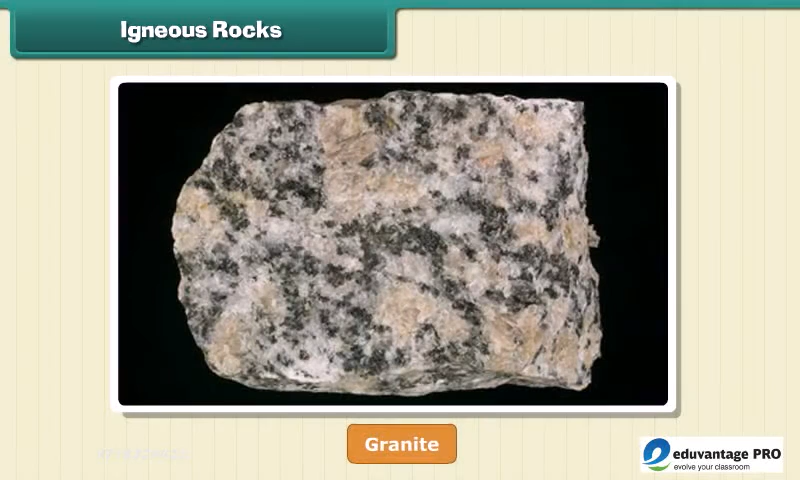 Igneous Rocks
Granite
eduvantage PRO
evolve your classroom